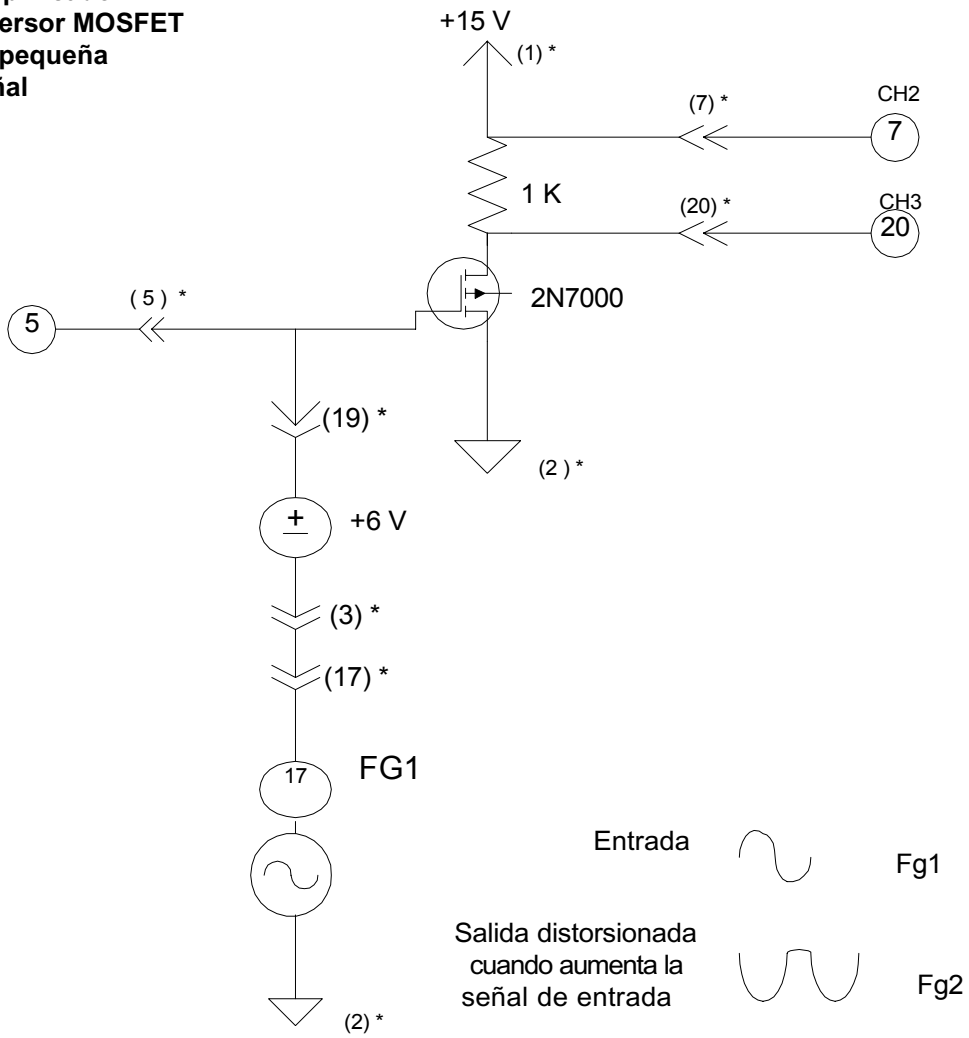 ersor MOSFET
pequeña
ñal
+15 V
(1) *
(7) *
CH2
7
1 K
(20) *
CH3
20
2N7000
5
( 5 ) *
(19) *
(2 ) *
+6 V
(3) *
(17) *
17
FG1
Entrada
Fg1
Salida distorsionada
cuando aumenta la
señal de entrada
Fg2
(2) *